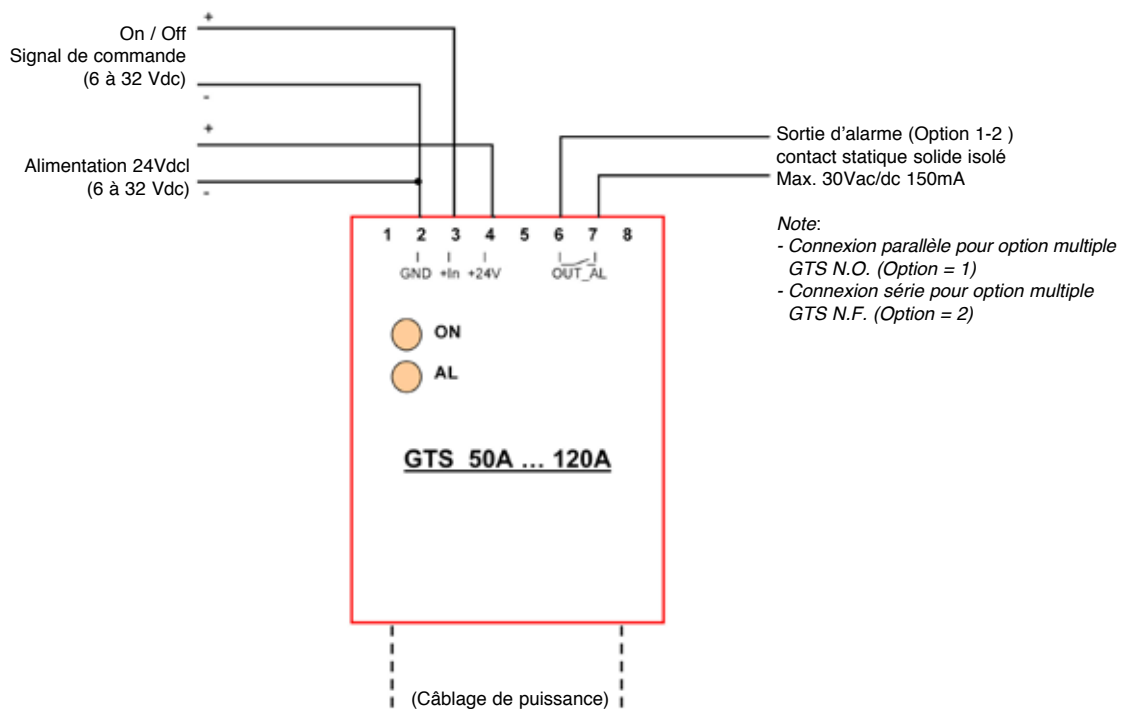 +
On / Off
Signal de commande
(6 à 32 Vdc)
-
+
Alimentation 24Vdcl
(6 à 32 Vdc)
-
Sortie d'alarme (Option 1-2 )
contact statique solide isolé
Max. 30Vac/dc 150mA
Note:
- Connexion parallèle pour option multiple
GTS N.O. (Option = 1)
- Connexion série pour option multiple
GTS N.F. (Option = 2)
1 2 3 4 5 6 7 8
GND +In +24V OUT_AL
ON
AL
GTS 50A ... 120A
(Câblage de puissance)